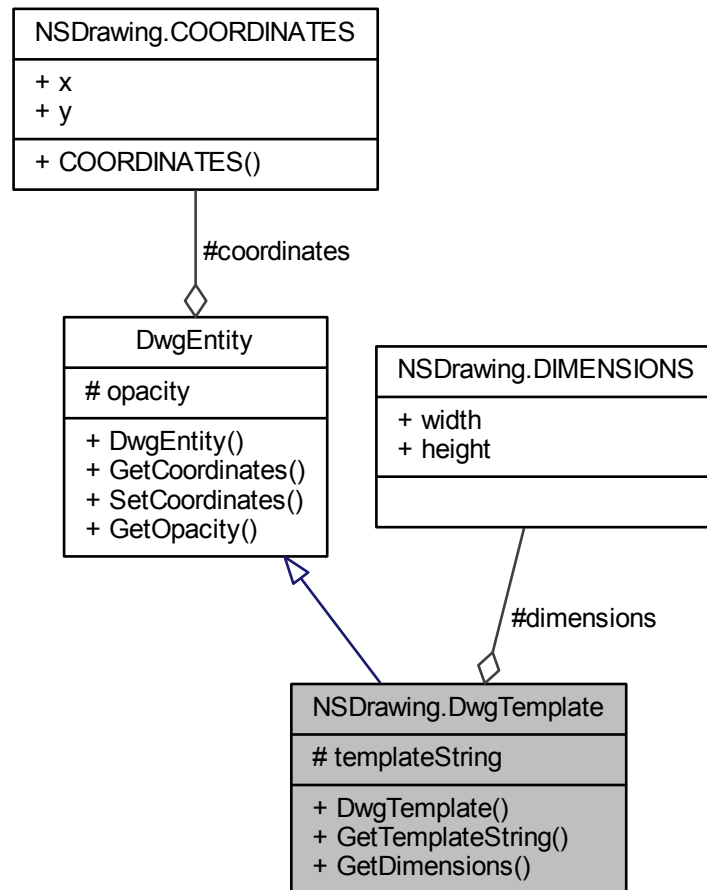 NSDrawing.COORDINATES
+ x
+ y
+ COORDINATES()
#coordinates
DwgEntity
# opacity
+ DwgEntity()
+ GetCoordinates()
+ SetCoordinates()
+ GetOpacity()
NSDrawing.DIMENSIONS
+ width
+ height
#dimensions
NSDrawing.DwgTemplate
# templateString
+ DwgTemplate()
+ GetTemplateString()
+ GetDimensions()